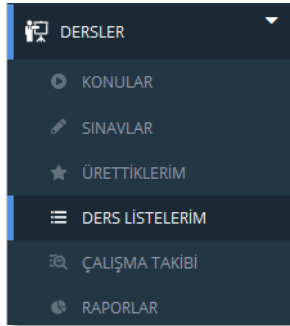 DERSLER
KONULAR
SINAVLAR
ÜRETTİKLERİM
DERS LİSTELERİM
ÇALIŞMA TAKİBİ
RAPORLAR